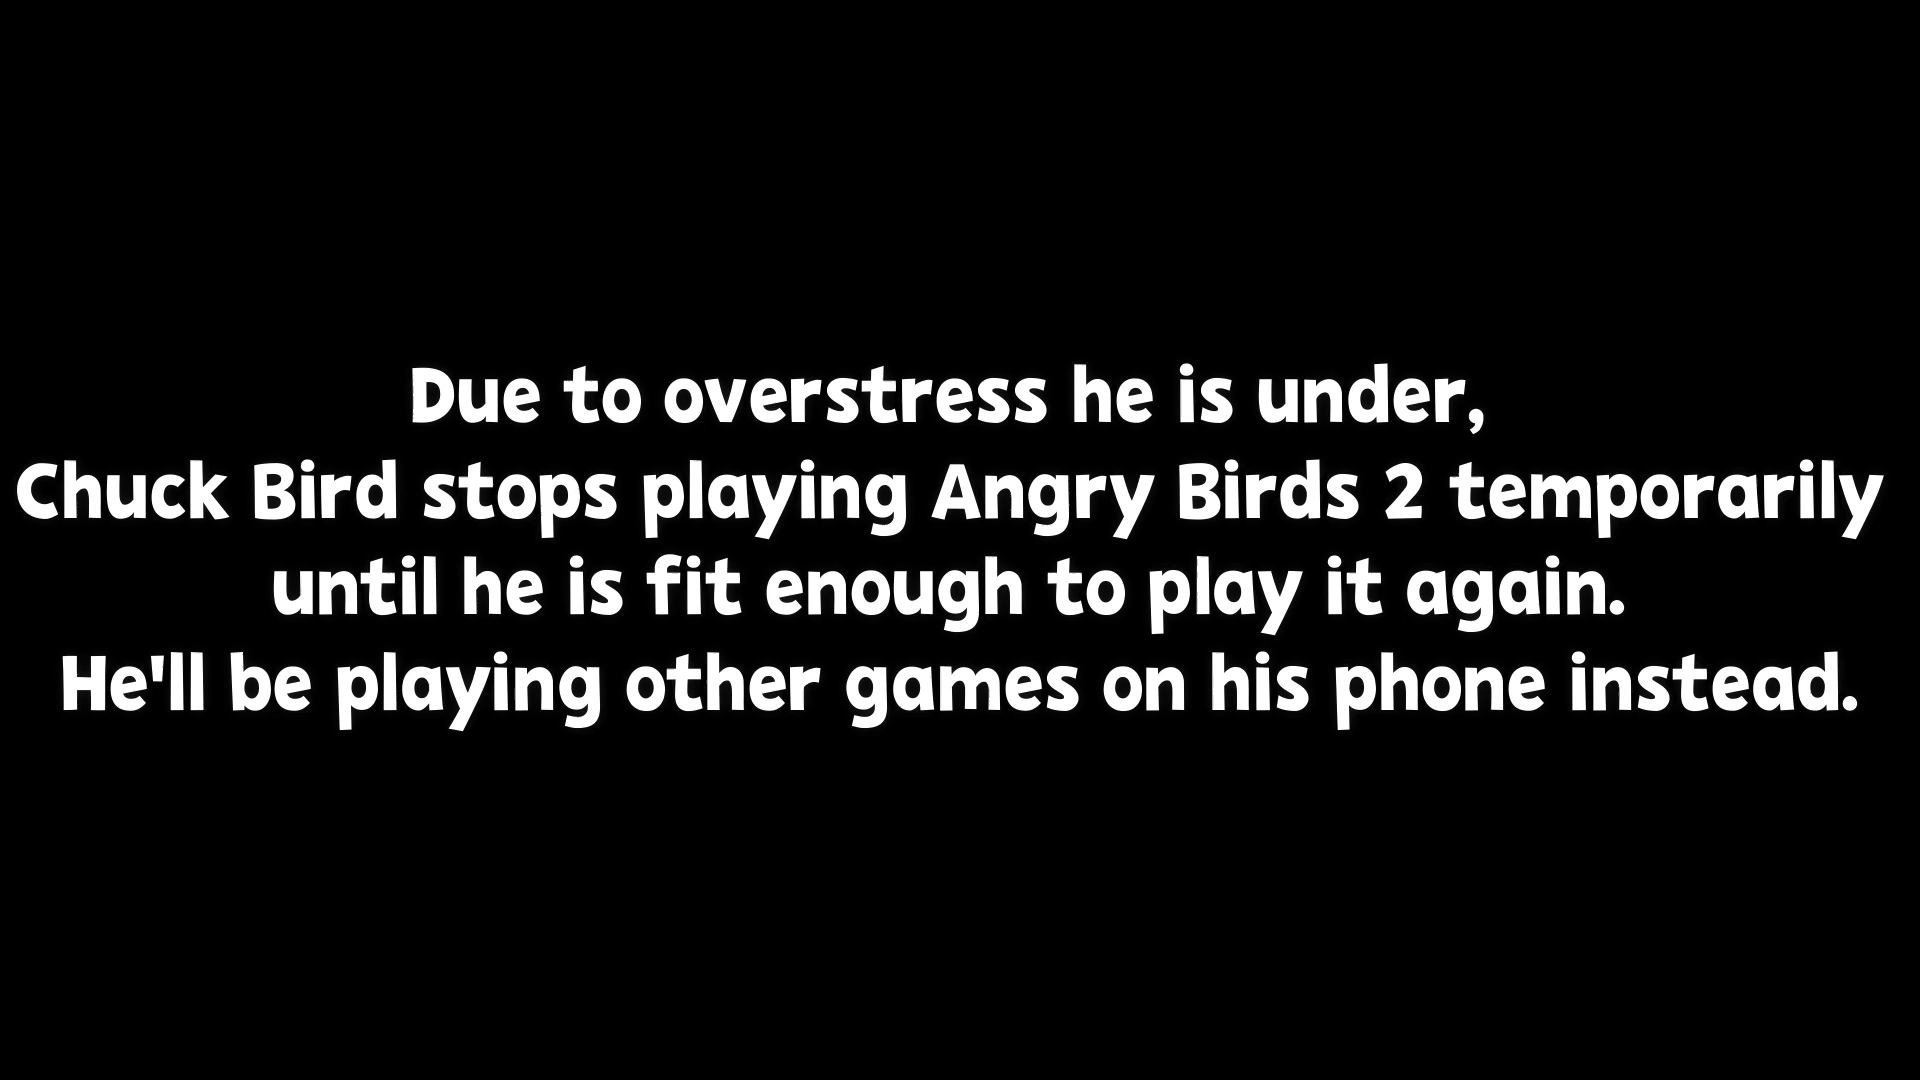 Due to overstress he is under,
Chuck Bird stops playing Angry Birds 2 temporarily
until he is fit enough to play it again.
He'll be playing other games on his phone instead.